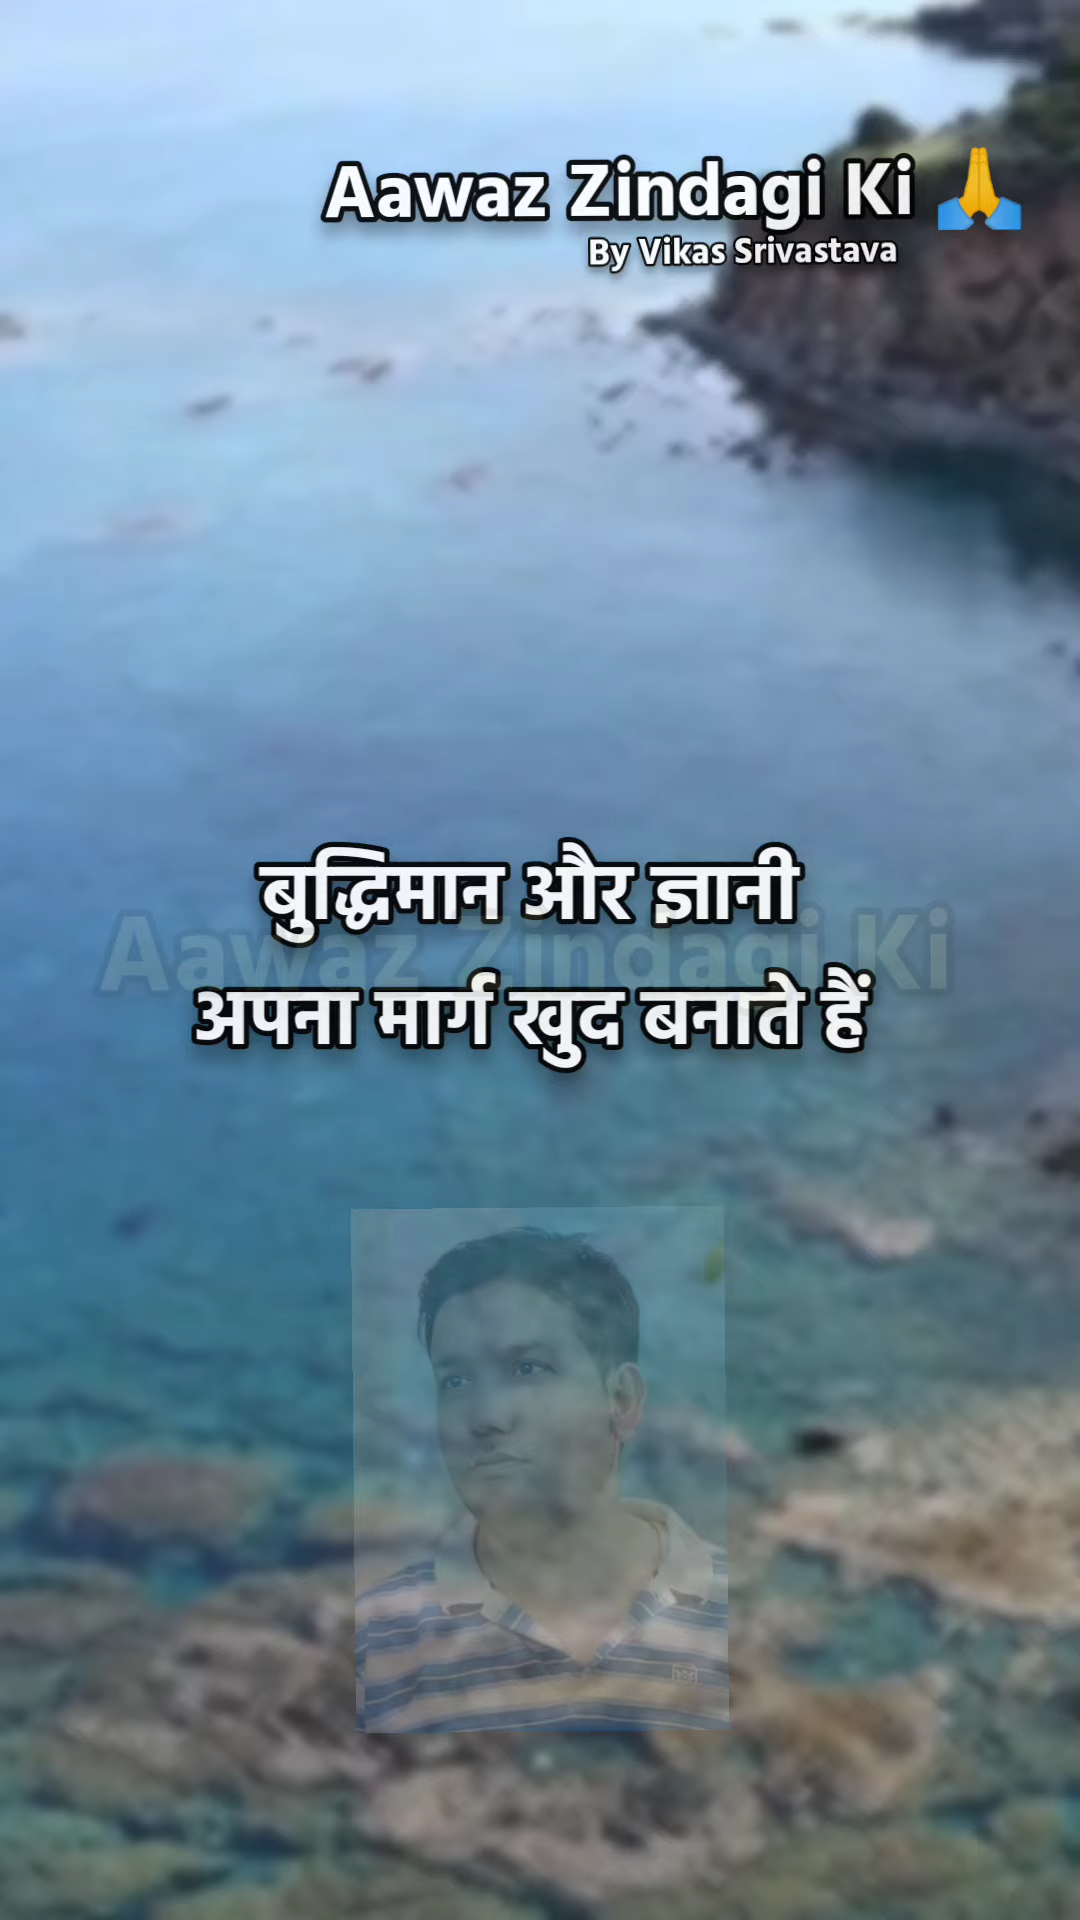 Aawaz Zindagi Ki 🙏
By Vikas Srivastava
बुद्धिमान और ज्ञानी
Aawaz Zindagi Ki
अपना मार्ग खुद बनाते हैं